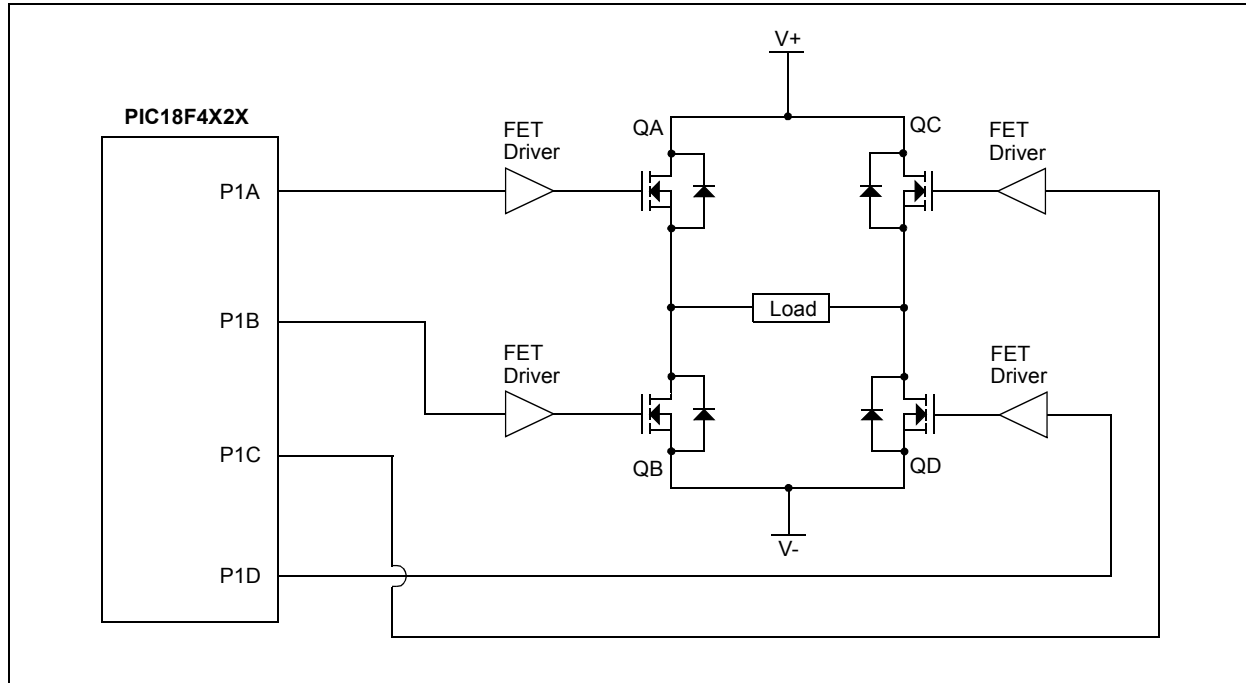 V+
PIC18F4X2X
FET
Driver
QA
QC
FET
Driver
P1A
Load
P1B
FET
Driver
FET
Driver
P1C
QB
QD
V-
P1D